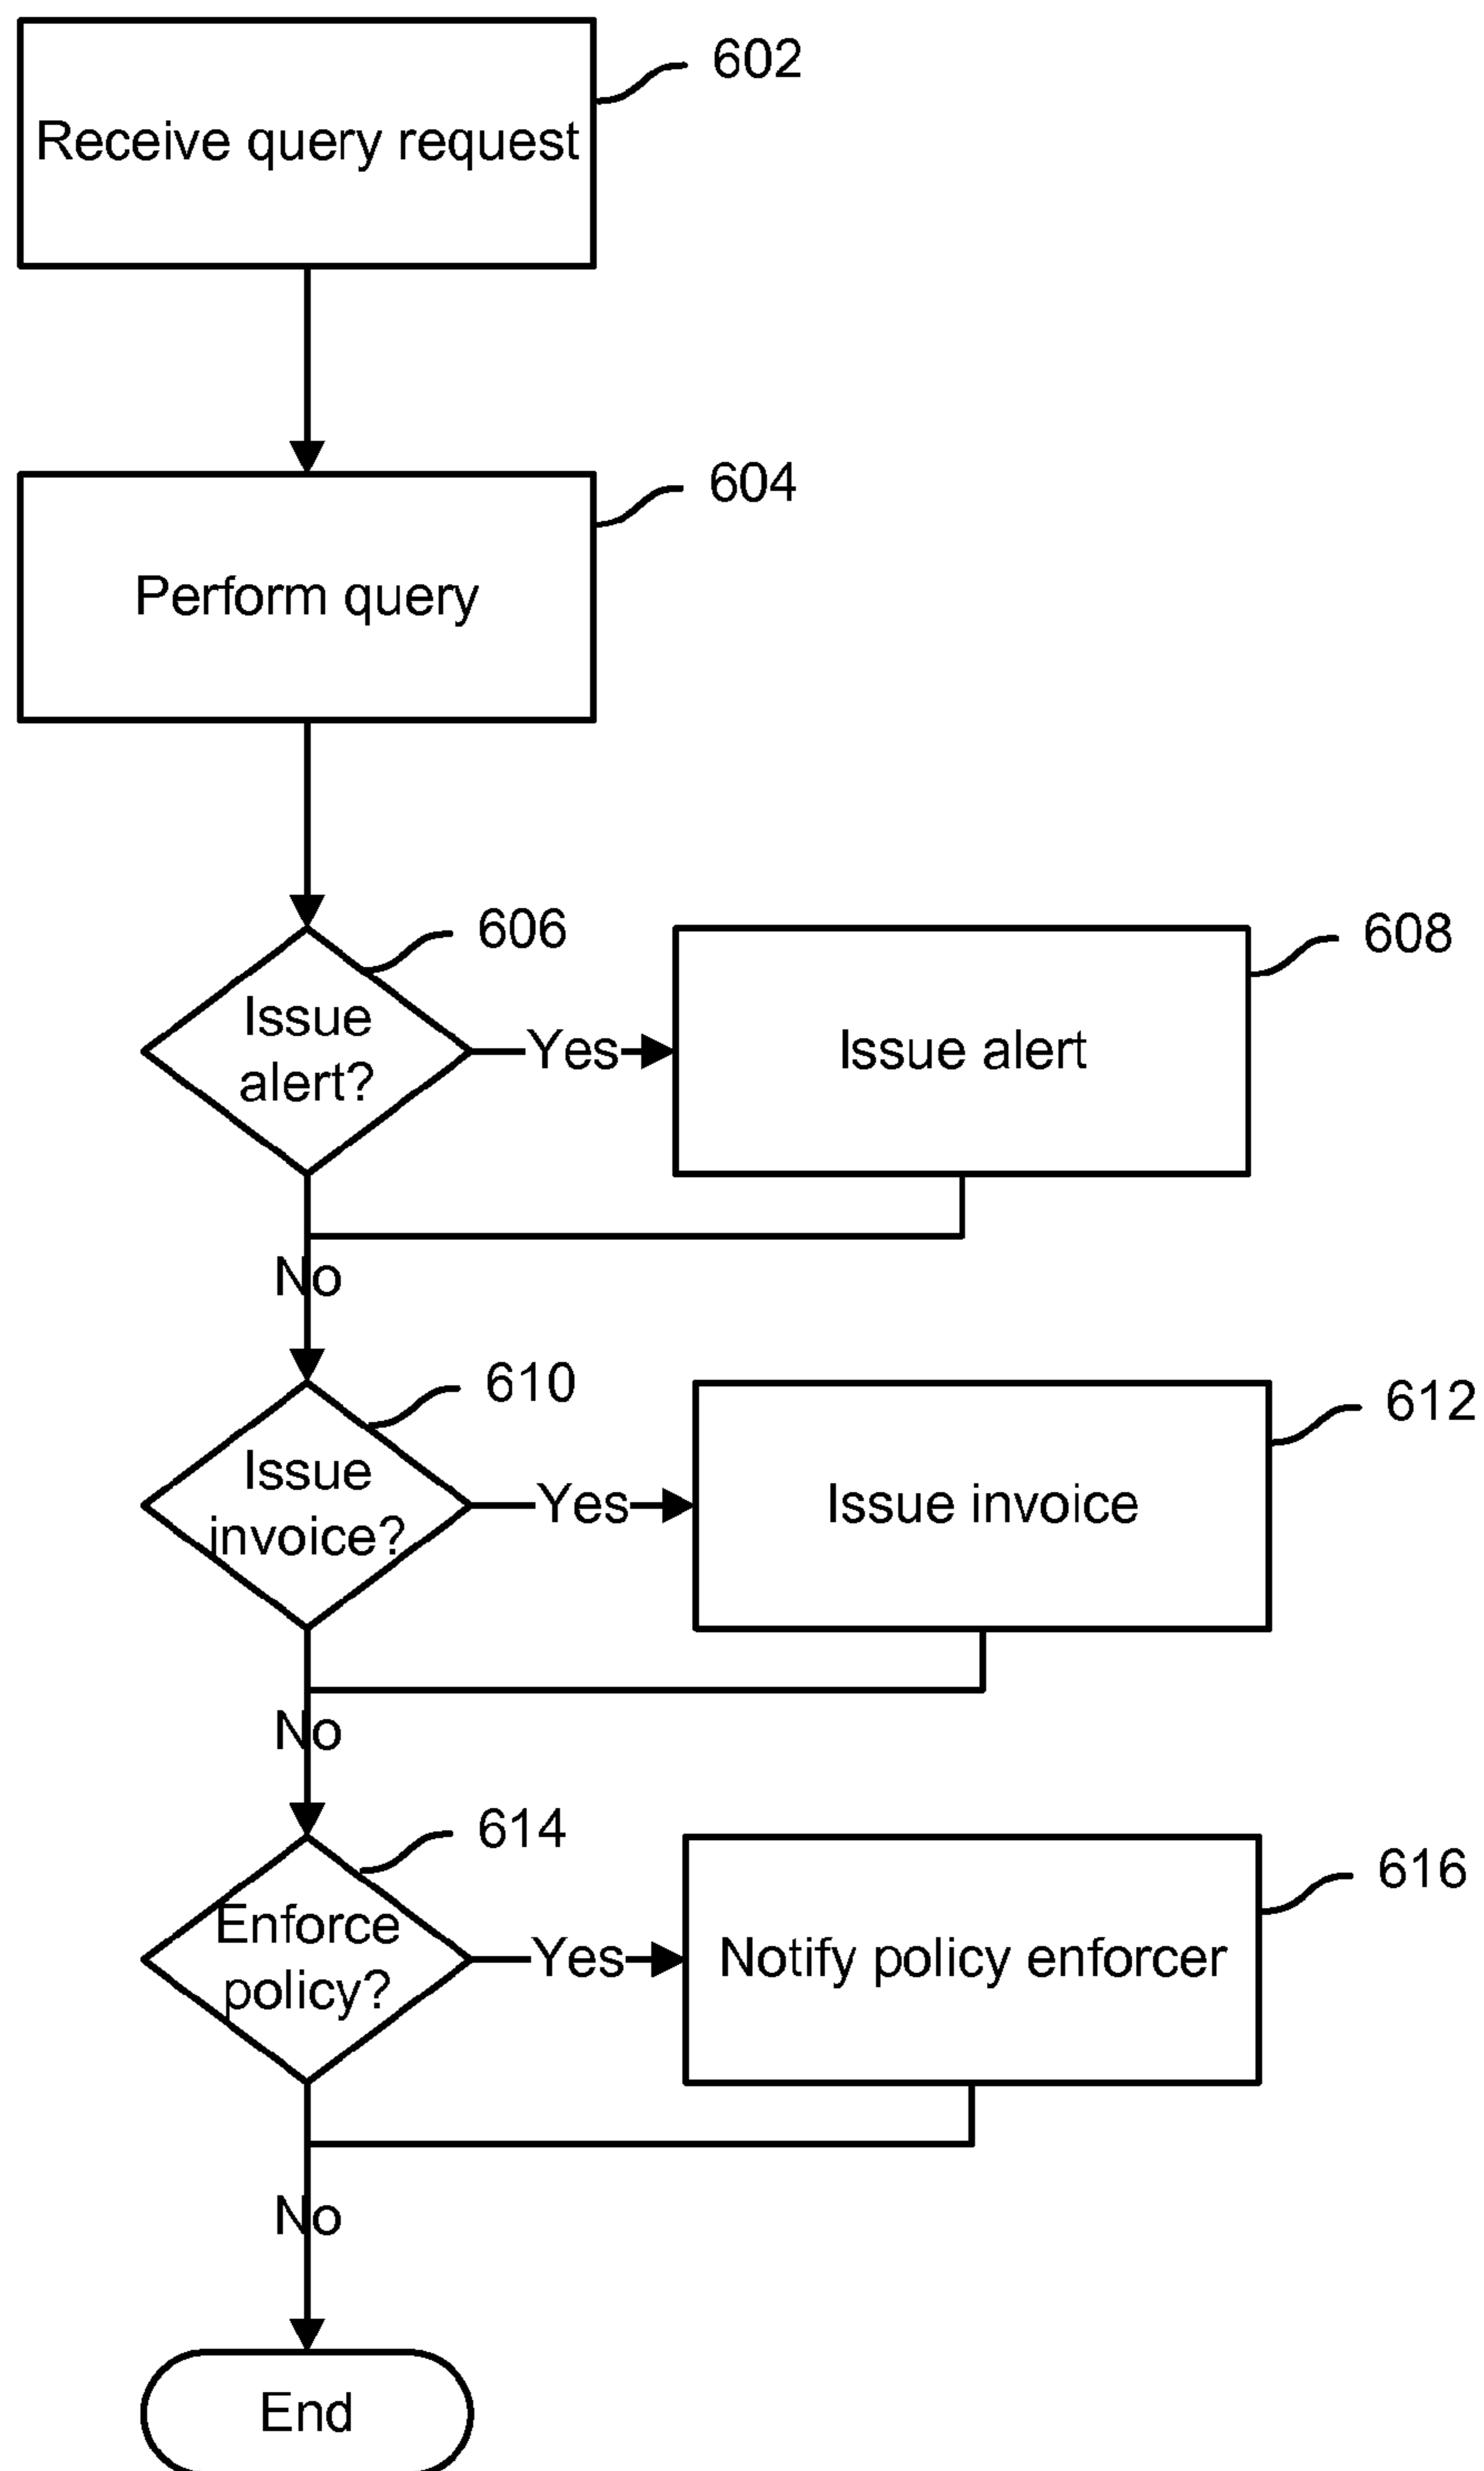 602
Receive query request
604
Perform query
606
Issue
alert?
Yes
608
Issue alert
No
610
Issue
invoice?
Yes
612
Issue invoice
No
614
Enforce
policy?
Yes
616
Notify policy enforcer
No
End